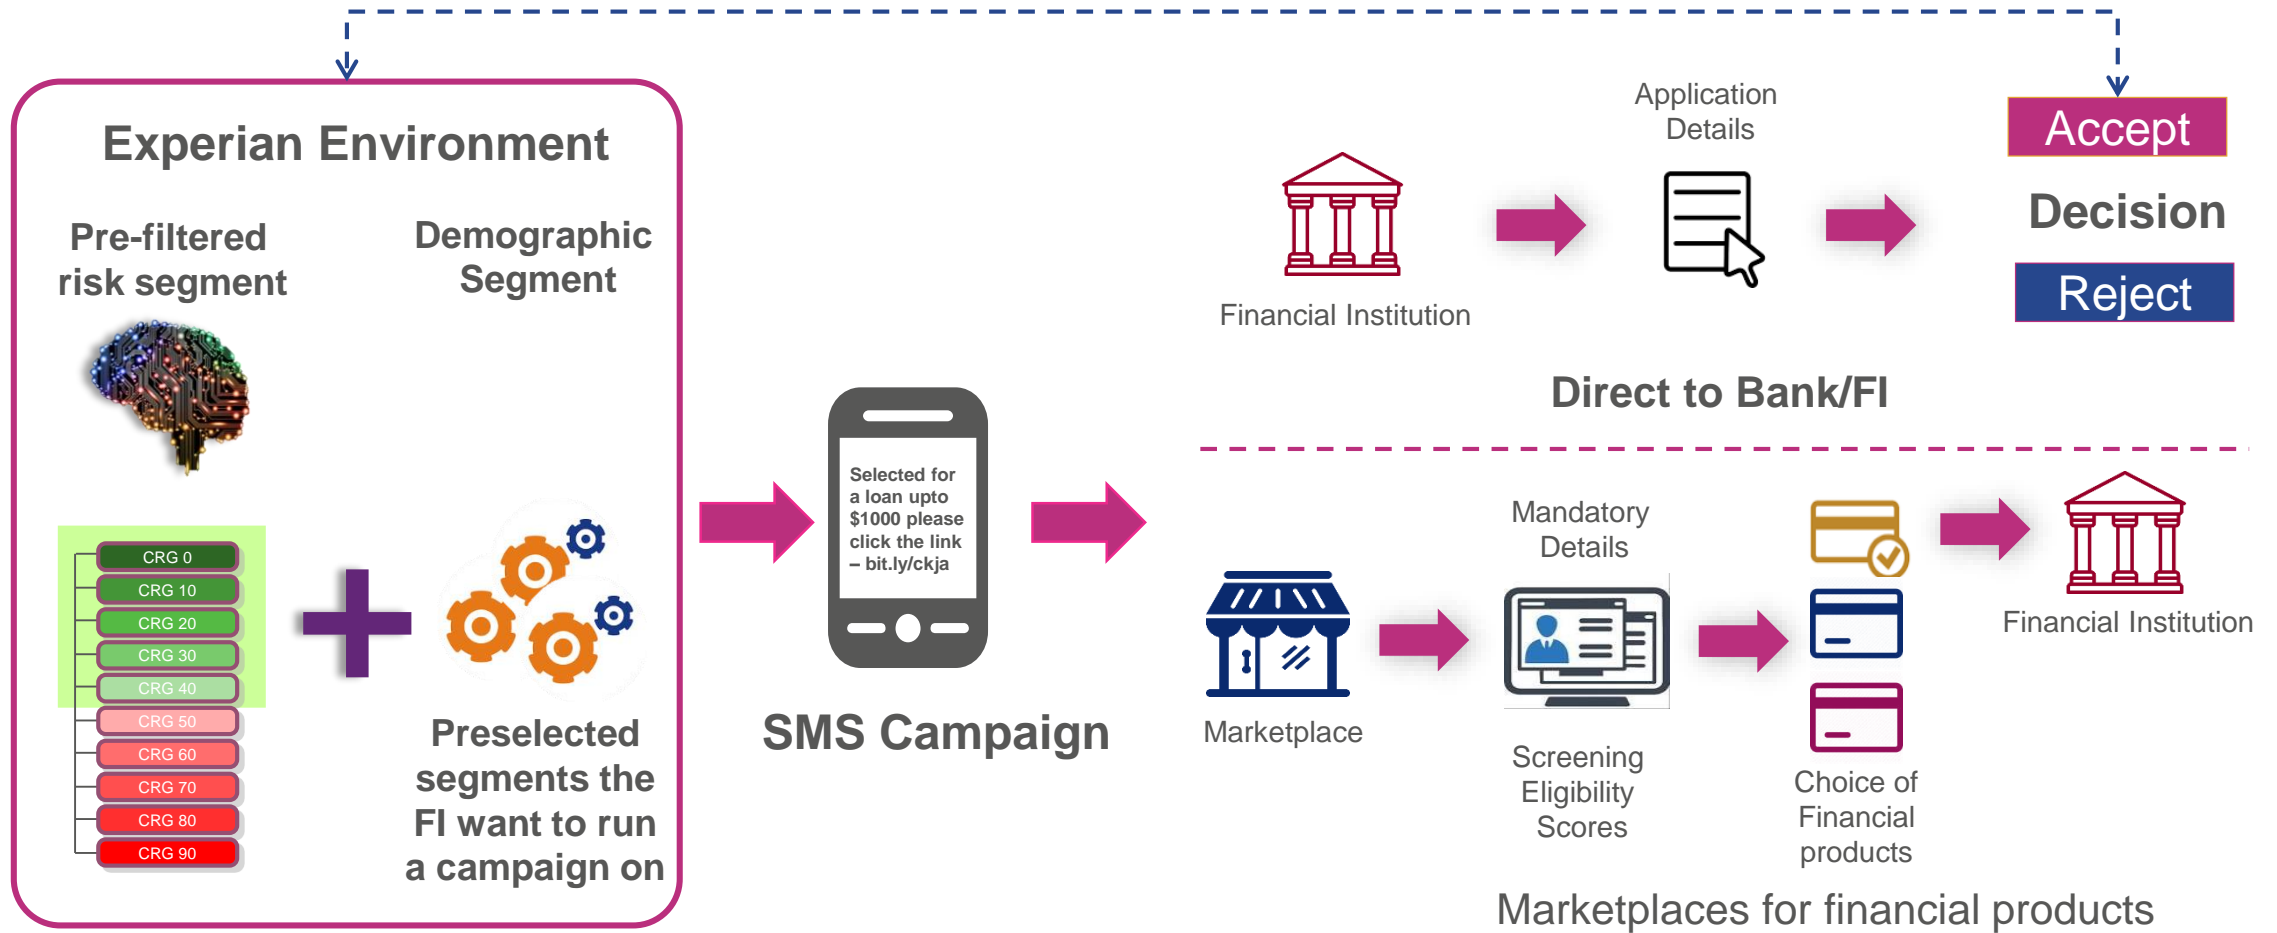 Experian Environment
Pre-filtered
risk segment
Demographic
Segment
CRG 0
CRG 10
CRG 20
CRG 30
CRG 40
CRG 50
CRG 60
CRG 70
CRG 80
CRG 90
Preselected
segments the
FI want to run
a campaign on
Selected for
a loan upto
$1000 please
click the link
– bit.ly/ckja
SMS Campaign
Financial Institution
Application
Details
Accept
Decision
Reject
Direct to Bank/FI
Marketplace
Mandatory
Details
Screening
Eligibility
Scores
Choice of
Financial
products
Financial Institution
Marketplaces for financial products